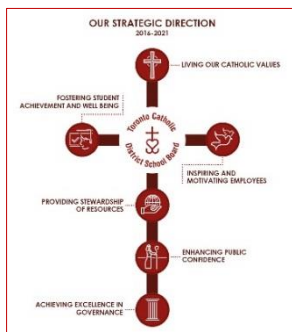 OUR STRATEGIC DIRECTION
2016-2021
LIVING OUR CATHOLIC VALUES
FOSTERING STUDENT
ACHIEVEMENT AND WELL BEING
Toronto Catholic
District School Board
INSPIRING AND
MOTIVATING EMPLOYEES
PROVIDING STEWARDSHIP
OF RESOURCES
ENHANCING PUBLIC
CONFIDENCE
ACHIEVING EXCELLENCE IN
GOVERNANCE